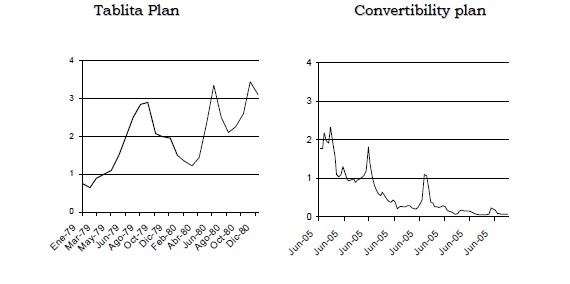 Tablita Plan
4
3
2
1
0
Ene-79
Mar-79
May-79
Jun-79
Ago-79
Oct-79
Dic-79
Feb-80
Abr-80
Jun-80
Ago-80
Oct-80
Dic-80
Convertibility plan
4
3
2
1
0
Jun-05
Jun-05
Jun-05
Jun-05
Jun-05
Jun-05
Jun-05
Jun-05